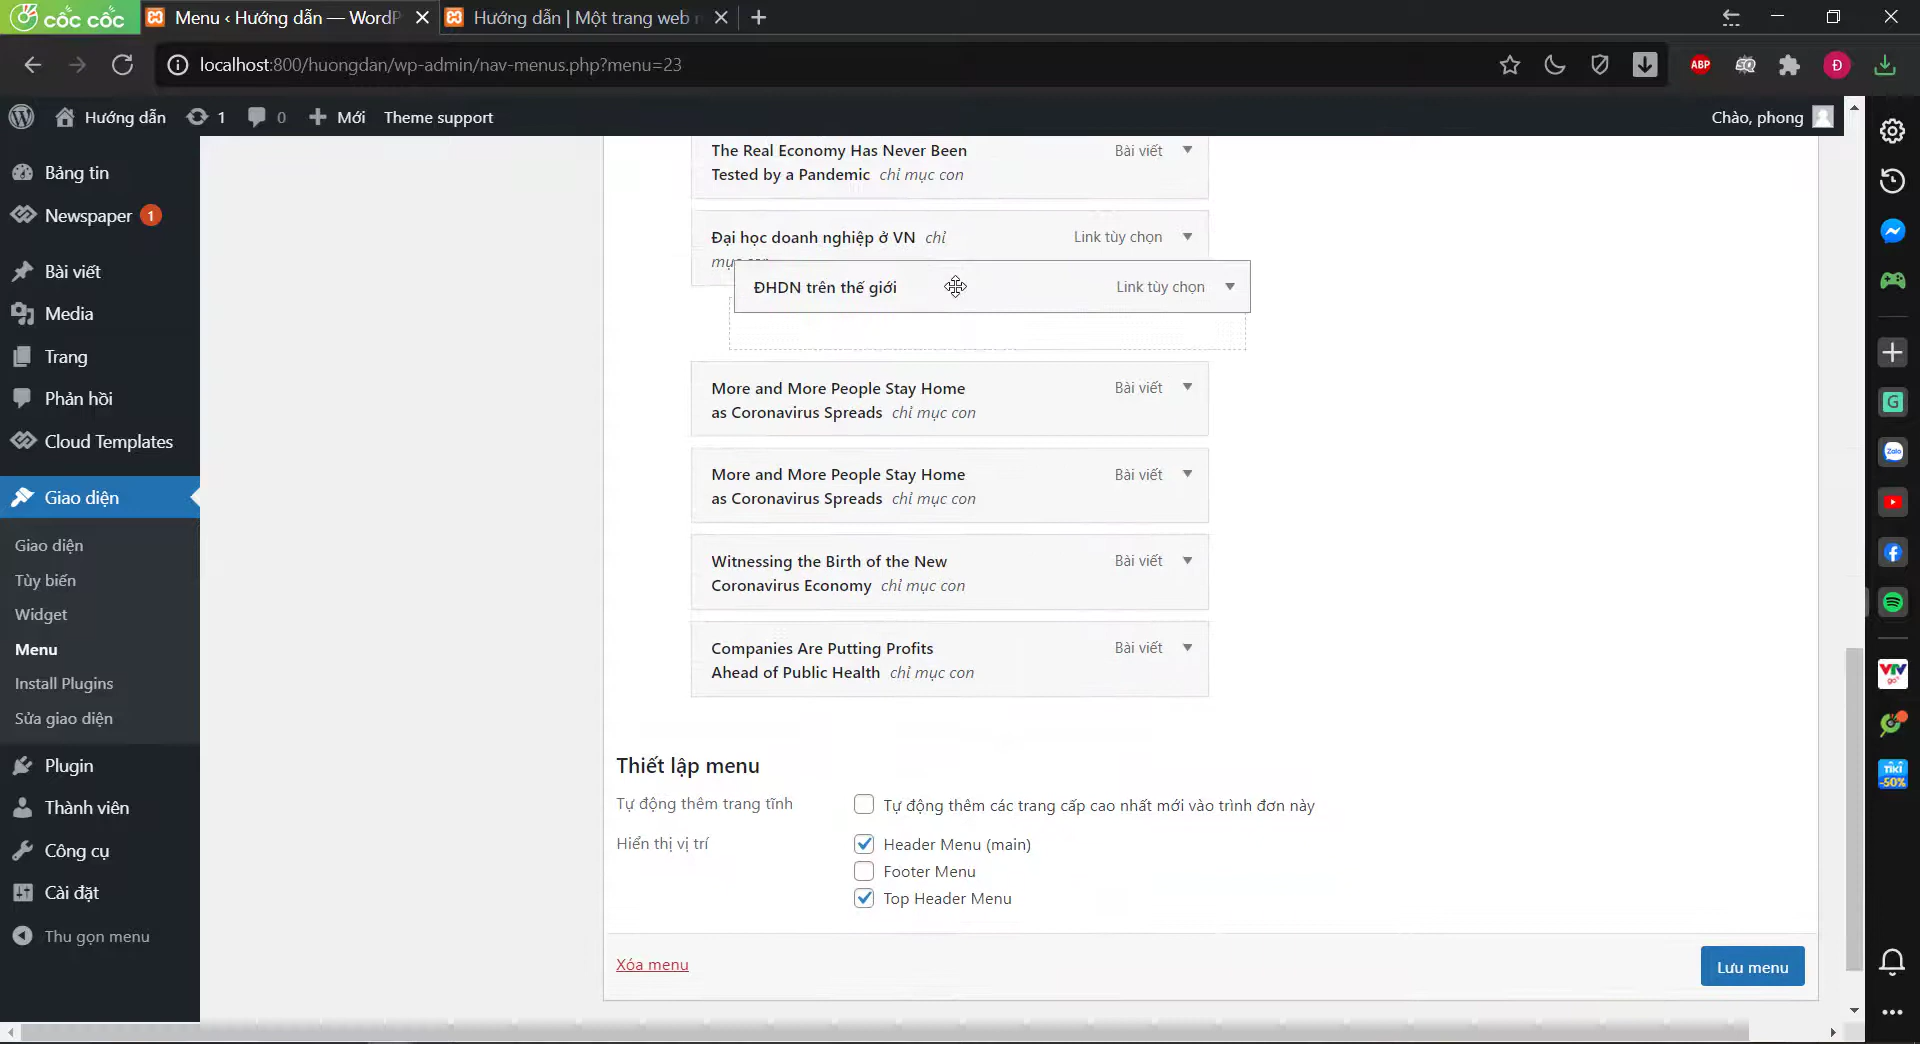 cốc cốc
Menu ‹ Hướng dẫn — WordP
Hướng dẫn | Một trang web
localhost:800/huongdan/wp-admin/nav-menus.php?menu=23
ABP
Đ
Hướng dẫn
1
0
Mới
Theme support
Chào, phong
Bảng tin
Newspaper 1
Bài viết
Media
Trang
Phản hồi
Cloud Templates
Giao diện
Giao diện
Tùy biến
Widget
Menu
Install Plugins
Sửa giao diện
Plugin
Thành viên
Công cụ
Cài đặt
Thu gọn menu
The Real Economy Has Never Been
Tested by a Pandemic chỉ mục con
Bài viết
Đại học doanh nghiệp ở VN chỉ
Link tùy chọn
ĐHDN trên thế giới
Link tùy chọn
More and More People Stay Home
as Coronavirus Spreads chỉ mục con
Bài viết
More and More People Stay Home
as Coronavirus Spreads chỉ mục con
Bài viết
Witnessing the Birth of the New
Coronavirus Economy chỉ mục con
Bài viết
Companies Are Putting Profits
Ahead of Public Health chỉ mục con
Bài viết
Thiết lập menu
Tự động thêm trang tĩnh
Tự động thêm các trang cấp cao nhất mới vào trình đơn này
Hiển thị vị trí
Header Menu (main)
Footer Menu
Top Header Menu
Xóa menu
Lưu menu
G
Zalo
VTV
go
TIKI
-50%